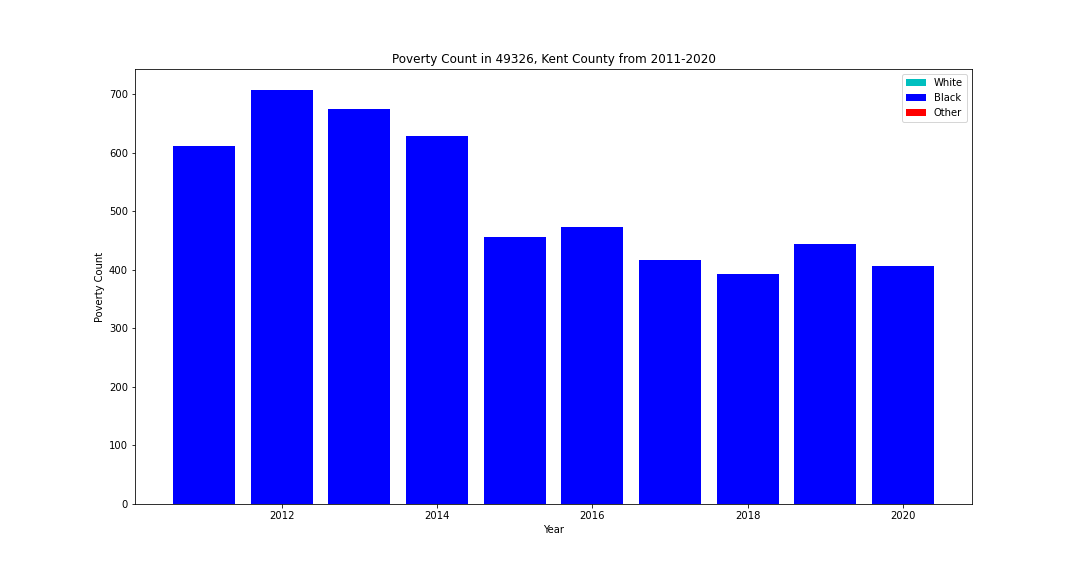 Poverty Count in 49326, Kent County from 2011-2020
White
Black
Other
700
600
500
400
300
200
100
0
Poverty Count
2012
2014
2016
2018
2020
Year